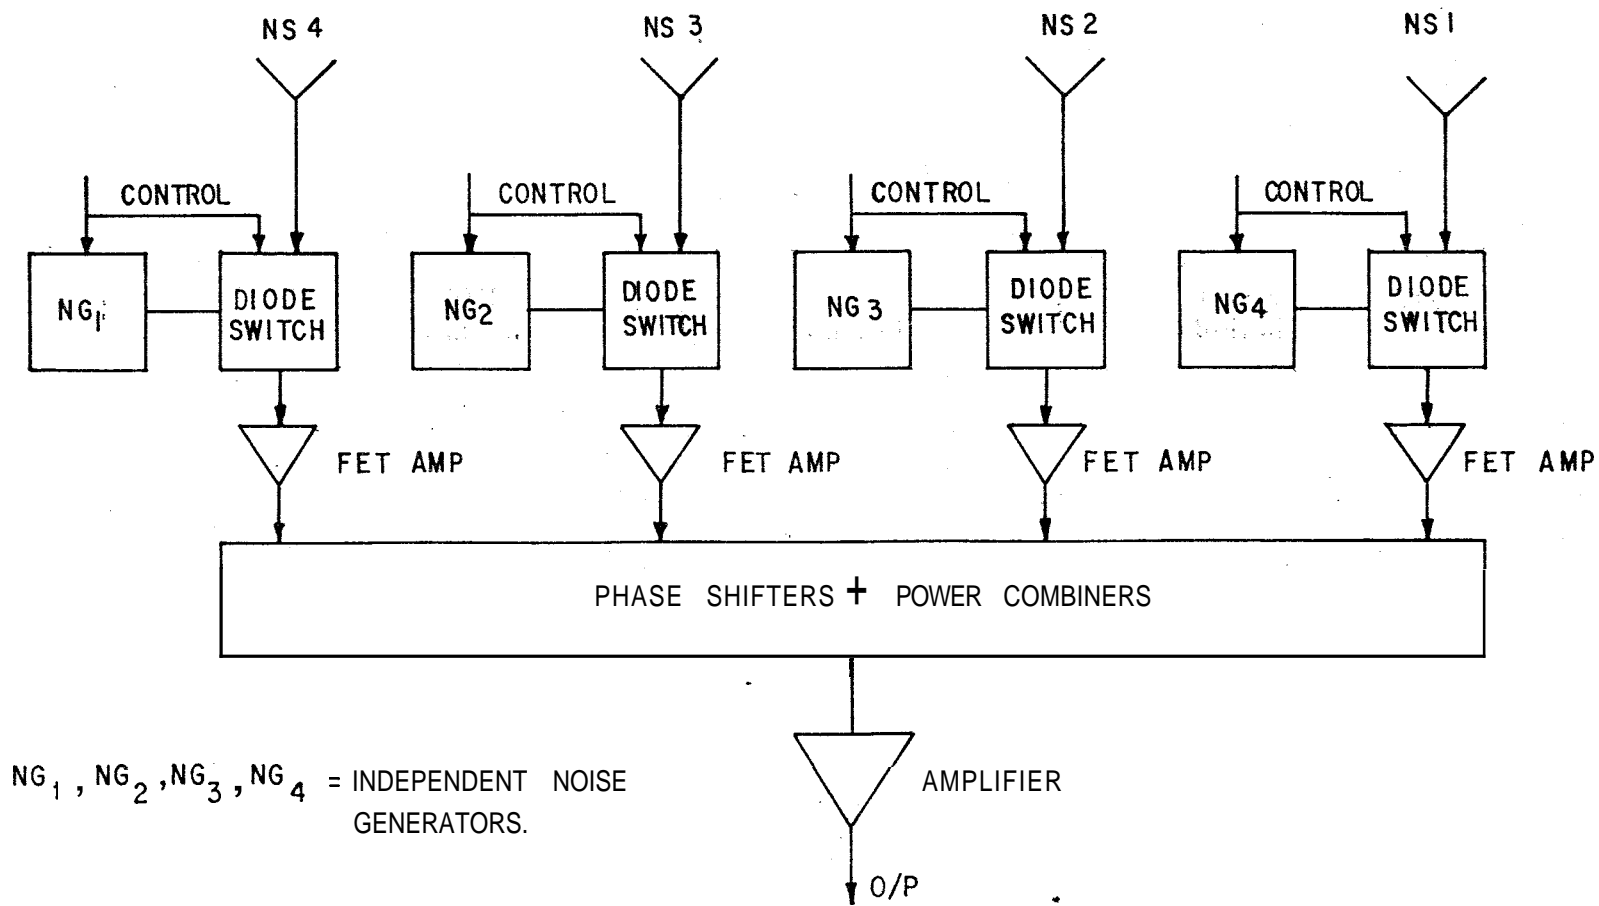 NS 4 NS 3 NS 2 NS 1
CONTROL CONTROL CONTROL CONTROL
NG1 DIODE SWITCH NG2 DIODE SWITCH NG3 DIODE SWITCH NG4 DIODE SWITCH
FET AMP FET AMP FET AMP FET AMP
PHASE SHIFTERS + POWER COMBINERS
NG1, NG2, NG3, NG4 = INDEPENDENT NOISE
GENERATORS.
AMPLIFIER
O/P